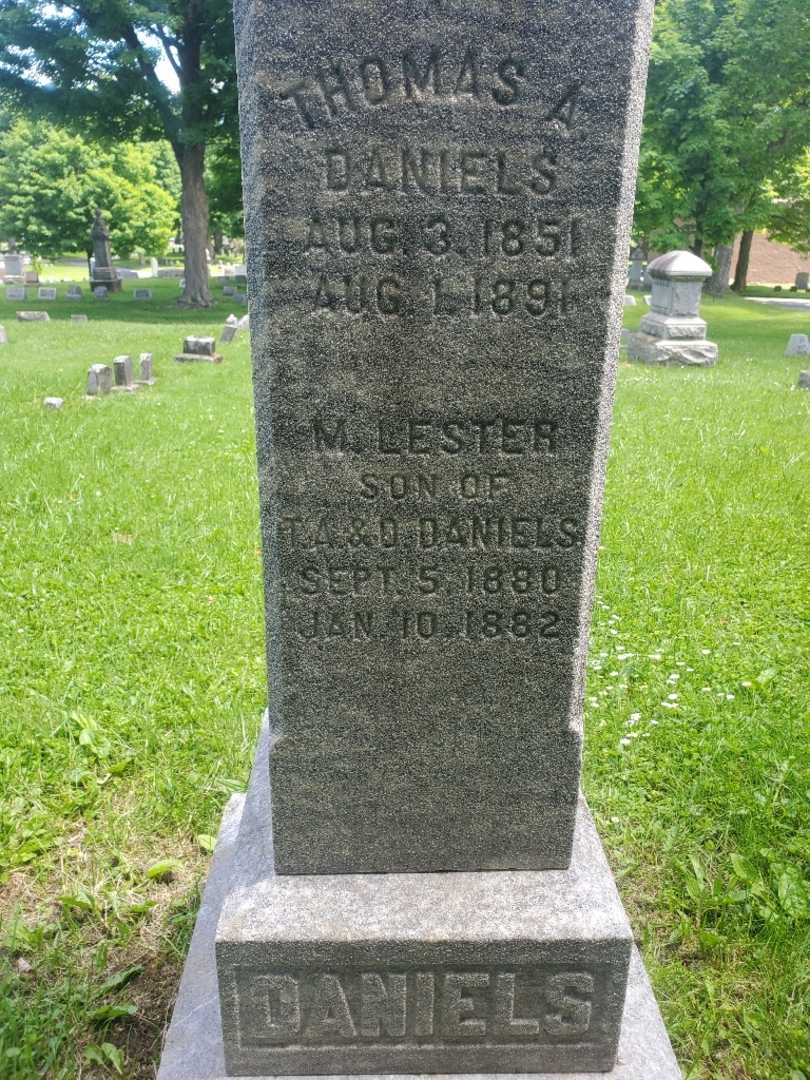 THOMAS A.
DANIELS
AUG. 3, 1851
AUG. 1, 1891
M. LESTER
SON OF
T. A. & D. DANIELS
SEPT. 5, 1880
JAN. 10, 1882
DANIELS